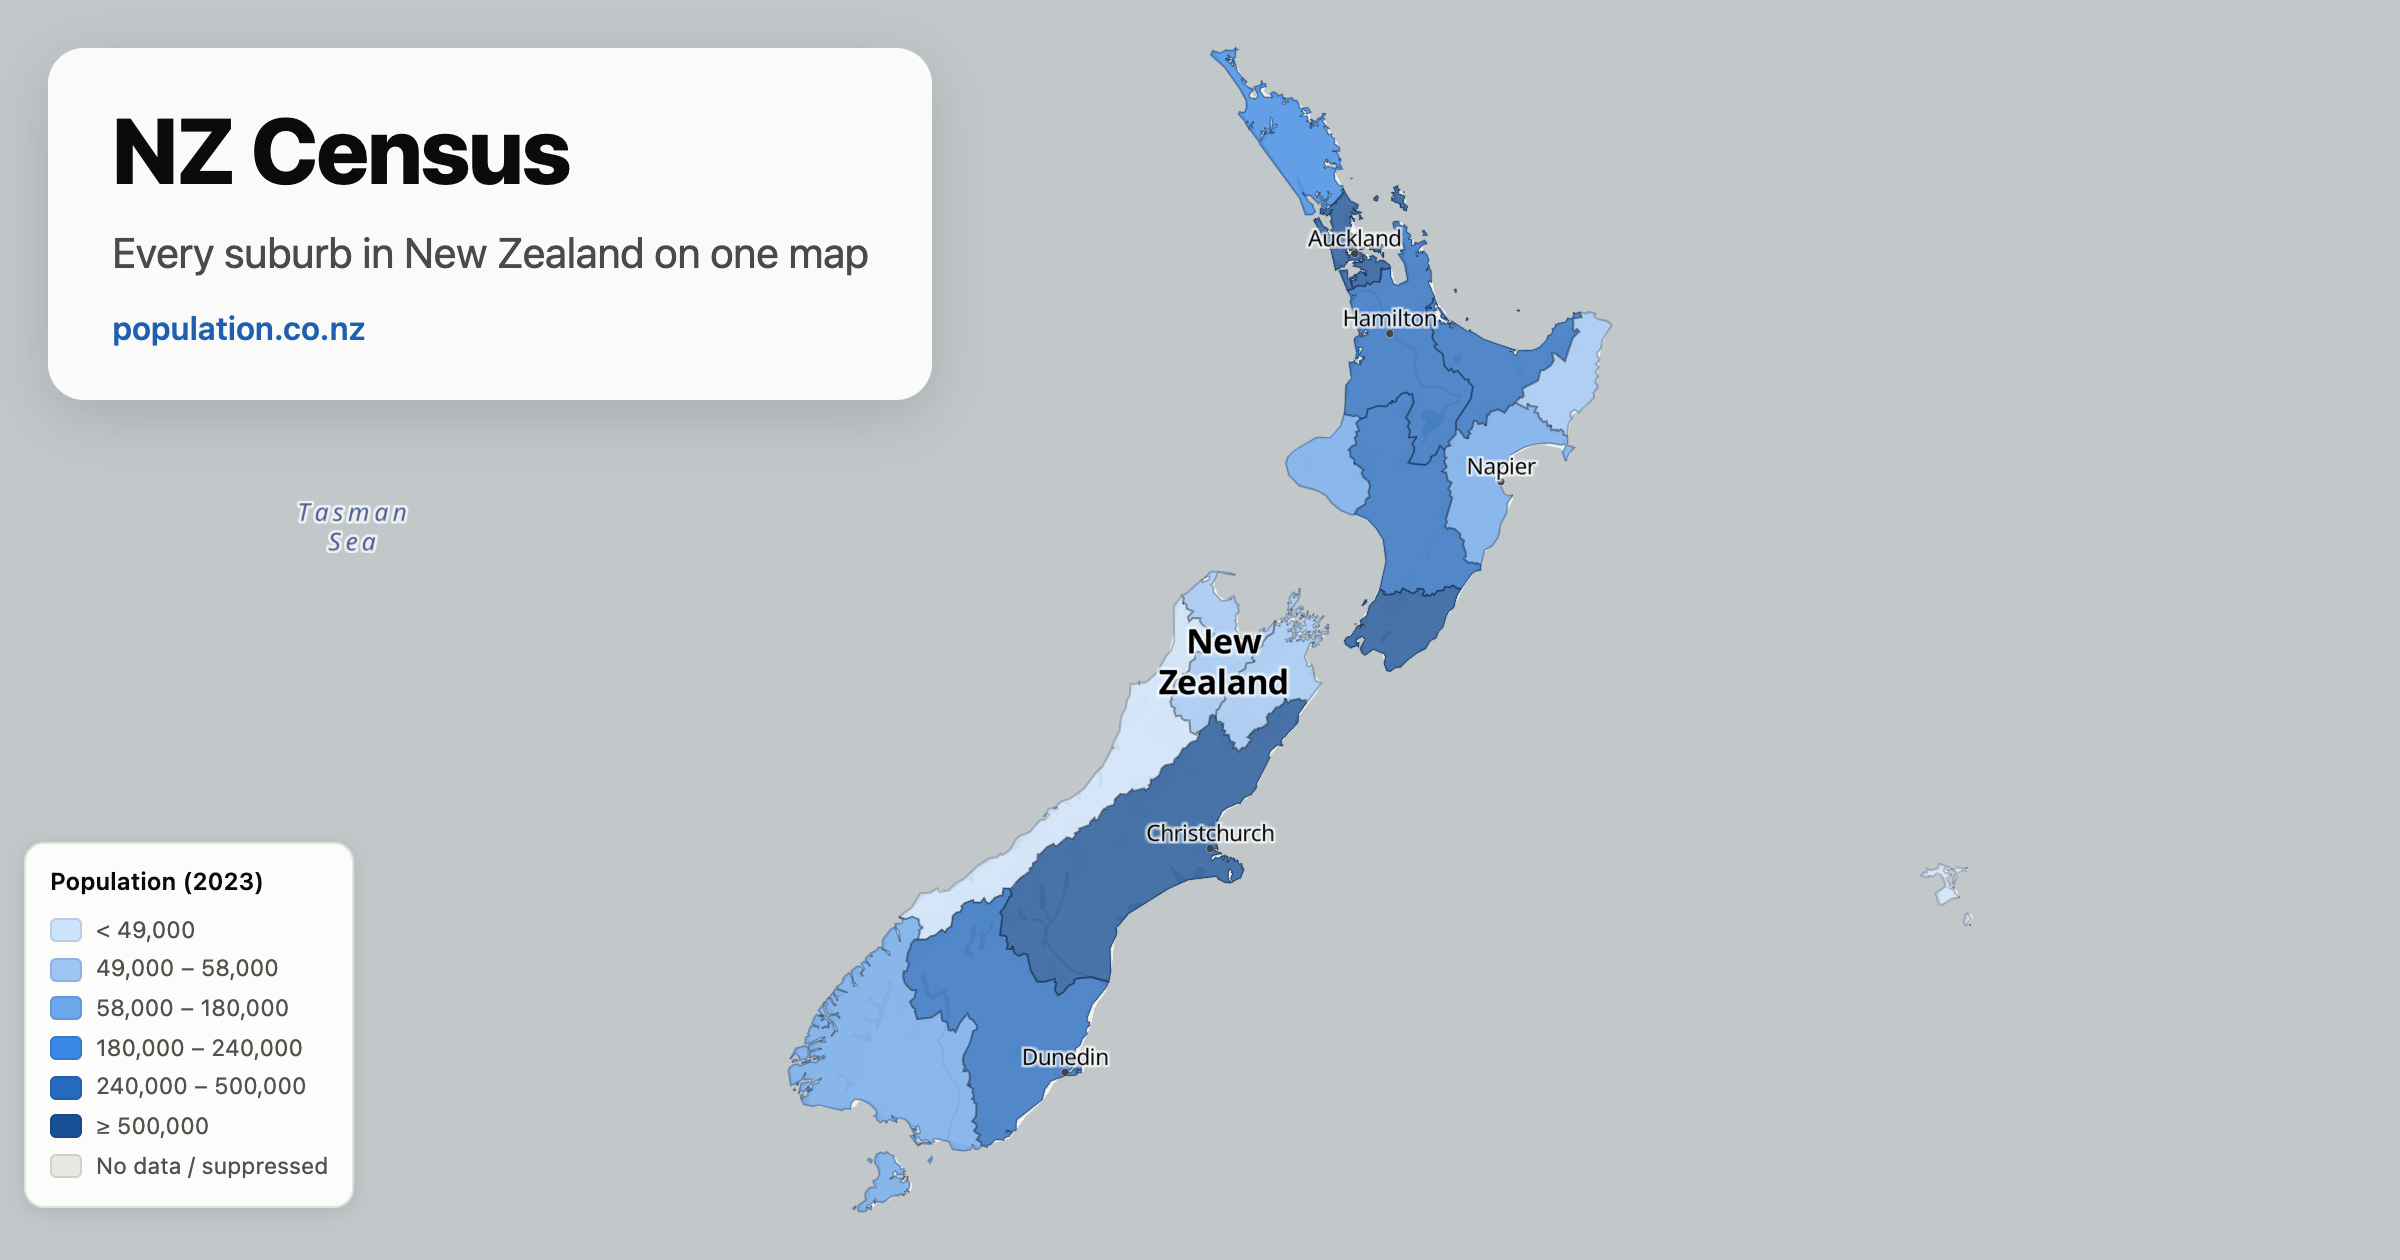 NZ Census
Every suburb in New Zealand on one map
population.co.nz
Auckland
Hamilton
Napier
Tasman
Sea
New
Zealand
Christchurch
Dunedin
Population (2023)
< 49,000
49,000 – 58,000
58,000 – 180,000
180,000 – 240,000
240,000 – 500,000
≥ 500,000
No data / suppressed